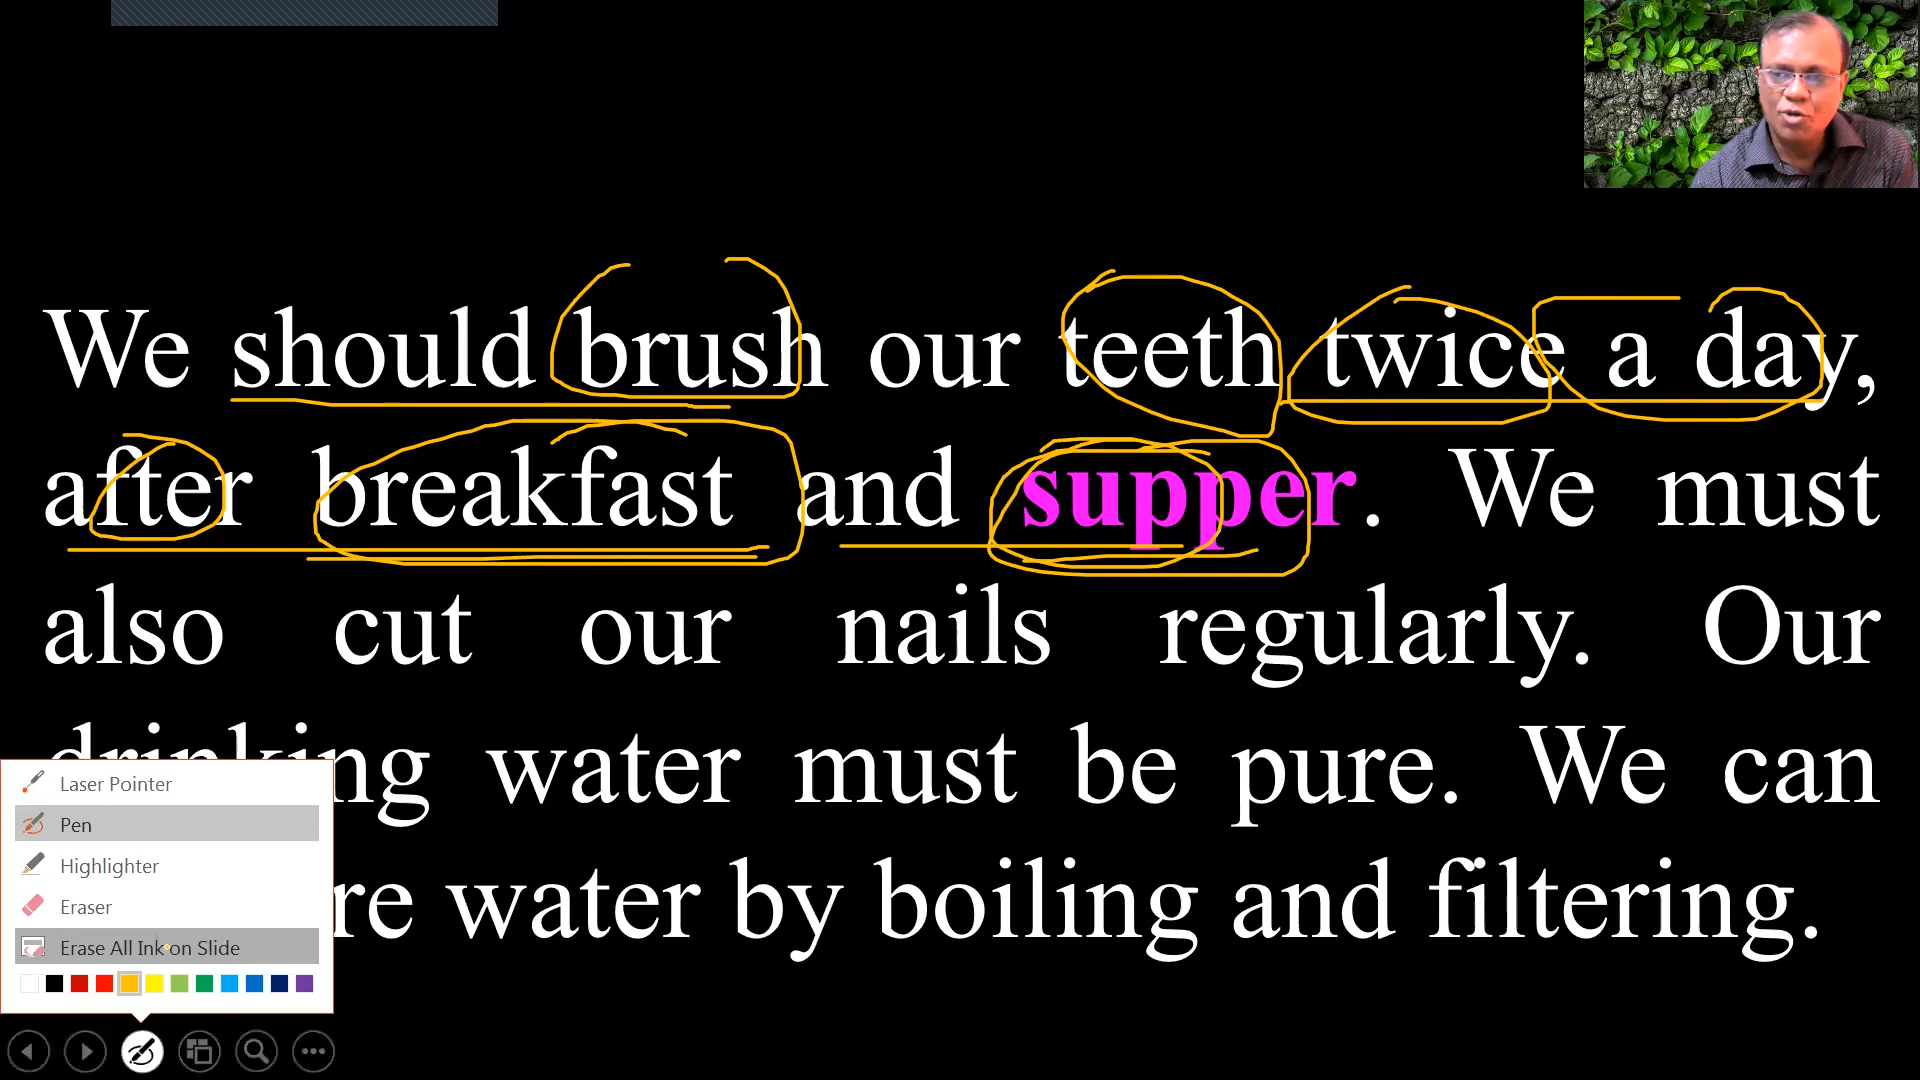 We should brush our teeth twice a day,
after breakfast and supper. We must
also cut our nails regularly. Our
drinking water must be pure. We can
re water by boiling and filtering.
Laser Pointer
Pen
Highlighter
Eraser
Erase All Ink on Slide